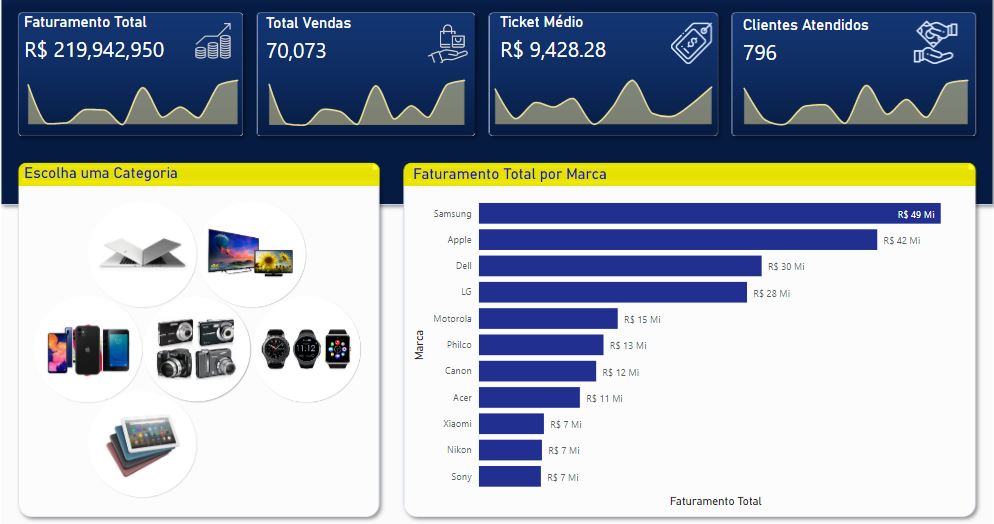 Faturamento Total
R$ 219,942,950
Total Vendas
70,073
Ticket Médio
R$ 9,428.28
Clientes Atendidos
796
Escolha uma Categoria
Faturamento Total por Marca
Marca
Samsung R$ 49 Mi
Apple R$ 42 Mi
Dell R$ 30 Mi
LG R$ 28 Mi
Motorola R$ 15 Mi
Philco R$ 13 Mi
Canon R$ 12 Mi
Acer R$ 11 Mi
Xiaomi R$ 7 Mi
Nikon R$ 7 Mi
Sony R$ 7 Mi
Faturamento Total